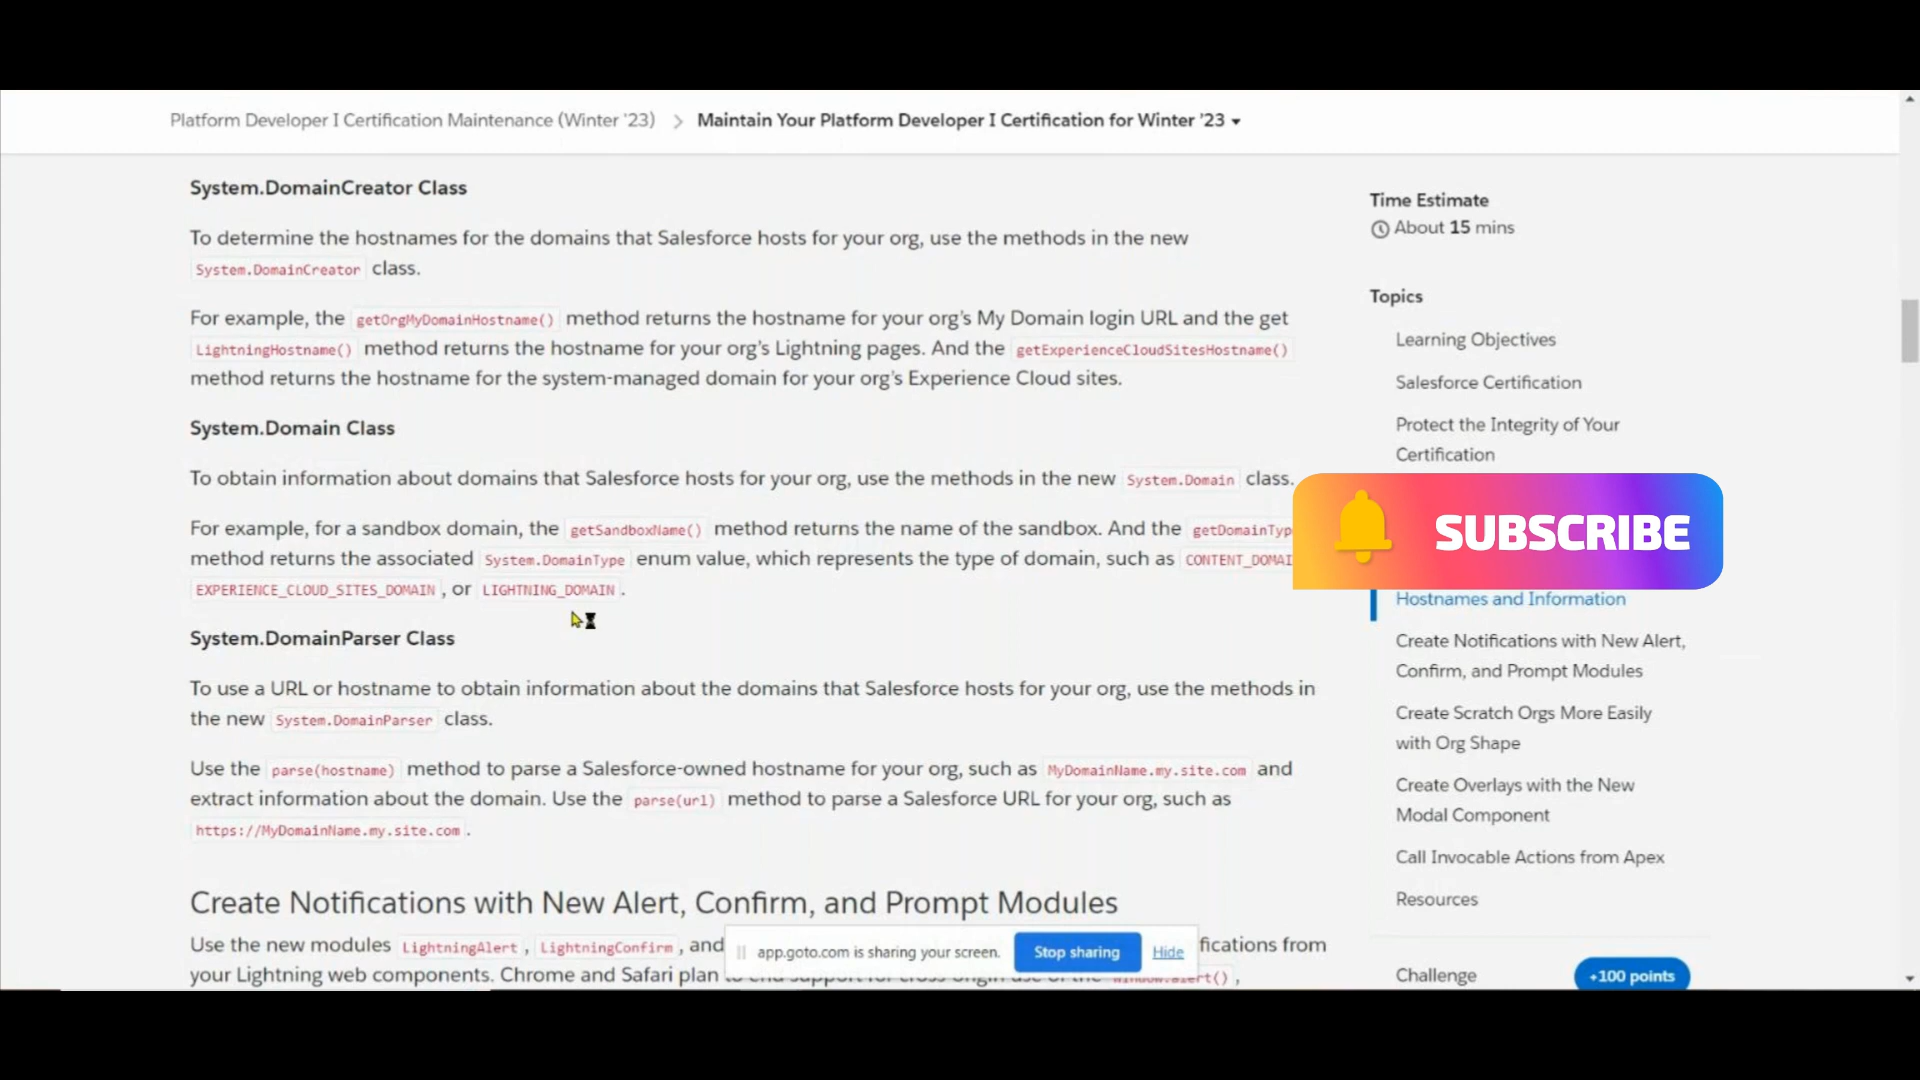 Platform Developer I Certification Maintenance (Winter '23) > Maintain Your Platform Developer I Certification for Winter '23
System.DomainCreator Class
To determine the hostnames for the domains that Salesforce hosts for your org, use the methods in the new
System.DomainCreator class.
For example, the getOrgMyDomainHostname() method returns the hostname for your org's My Domain login URL and the get
LightningHostname() method returns the hostname for your org's Lightning pages. And the getExperienceCloudSitesHostname()
method returns the hostname for the system-managed domain for your org's Experience Cloud sites.
System.Domain Class
To obtain information about domains that Salesforce hosts for your org, use the methods in the new System.Domain class.
For example, for a sandbox domain, the getSandboxName() method returns the name of the sandbox. And the getDomainTyp
method returns the associated System.DomainType enum value, which represents the type of domain, such as CONTENT_DOMAI
EXPERIENCE_CLOUD_SITES_DOMAIN, or LIGHTNING_DOMAIN.
System.DomainParser Class
To use a URL or hostname to obtain information about the domains that Salesforce hosts for your org, use the methods in
the new System.DomainParser class.
Use the parse(hostname) method to parse a Salesforce-owned hostname for your org, such as MyDomainName.my.site.com and
extract information about the domain. Use the parse(url) method to parse a Salesforce URL for your org, such as
https://MyDomainName.my.site.com.
Create Notifications with New Alert, Confirm, and Prompt Modules
Use the new modules LightningAlert, LightningConfirm, and fications from
your Lightning web components. Chrome and Safari plan to end support for cross-origin use of the window.alert(),
app.goto.com is sharing your screen. Stop sharing Hide
Time Estimate
About 15 mins
Topics
Learning Objectives
Salesforce Certification
Protect the Integrity of Your
Certification
SUBSCRIBE
Hostnames and Information
Create Notifications with New Alert,
Confirm, and Prompt Modules
Create Scratch Orgs More Easily
with Org Shape
Create Overlays with the New
Modal Component
Call Invocable Actions from Apex
Resources
Challenge +100 points